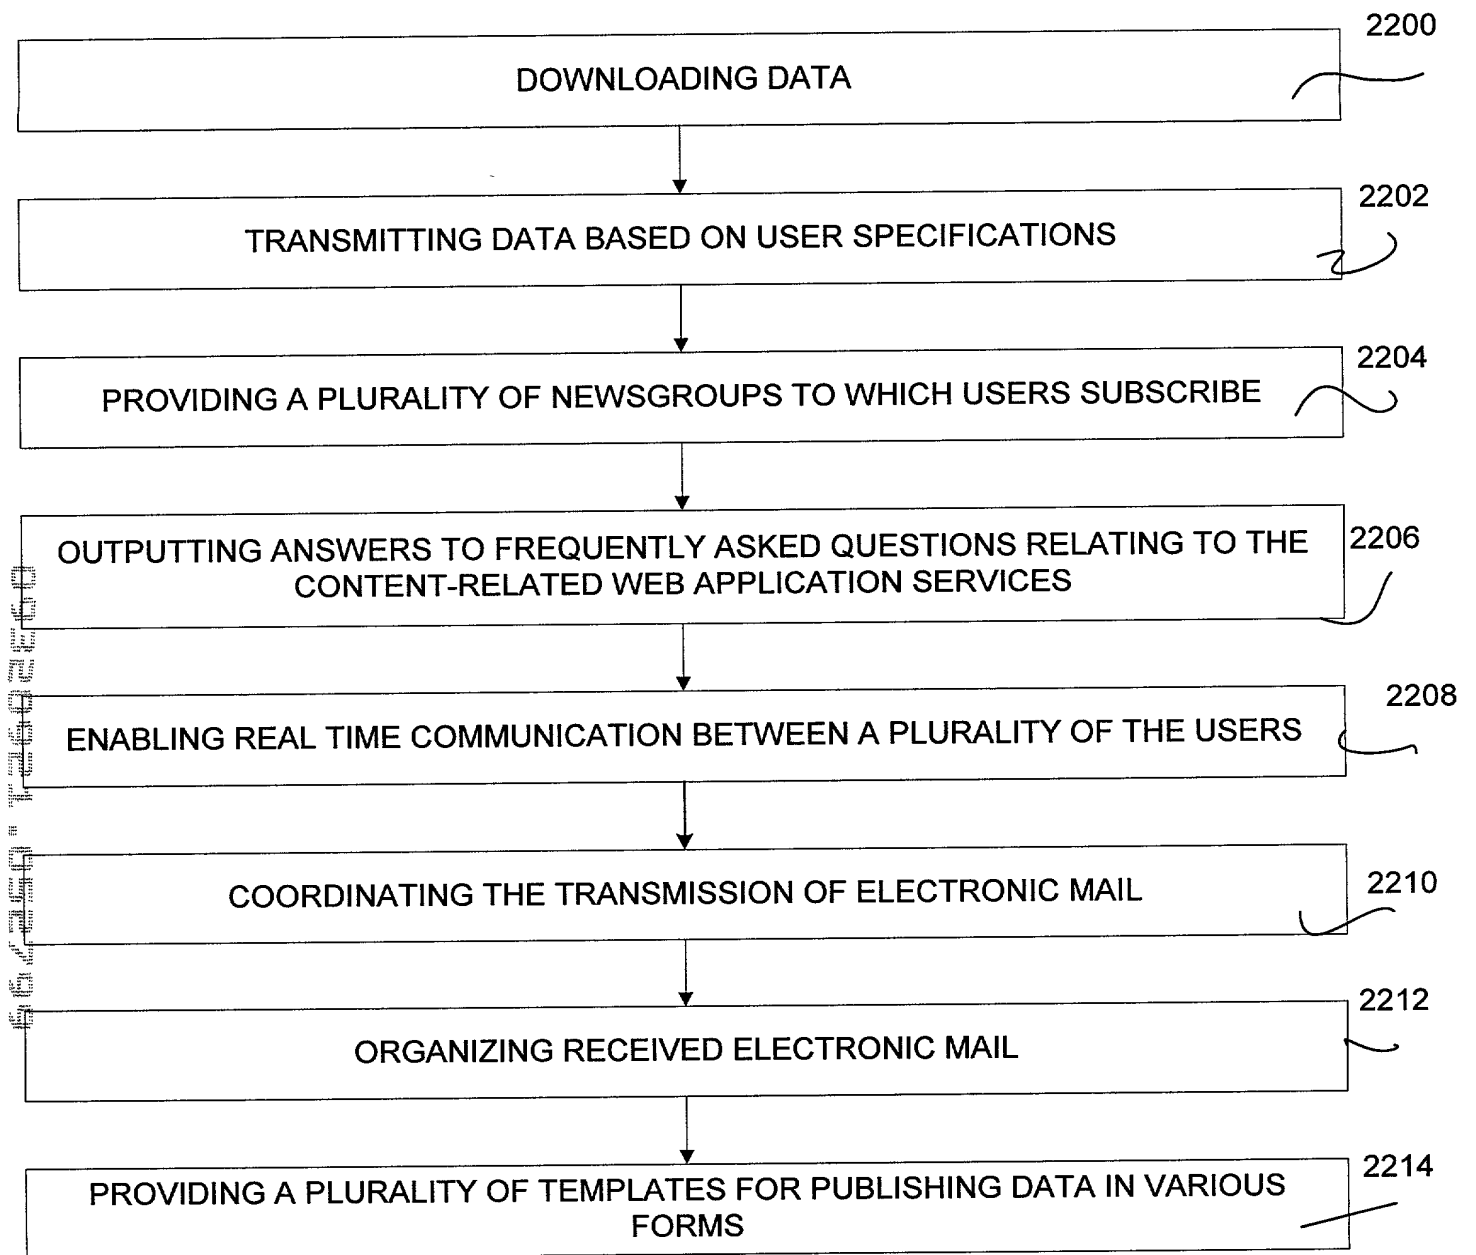 2200
DOWNLOADING DATA
2202
TRANSMITTING DATA BASED ON USER SPECIFICATIONS
2204
PROVIDING A PLURALITY OF NEWSGROUPS TO WHICH USERS SUBSCRIBE
2206
OUTPUTTING ANSWERS TO FREQUENTLY ASKED QUESTIONS RELATING TO THE
CONTENT-RELATED WEB APPLICATION SERVICES
2208
ENABLING REAL TIME COMMUNICATION BETWEEN A PLURALITY OF THE USERS
2210
COORDINATING THE TRANSMISSION OF ELECTRONIC MAIL
2212
ORGANIZING RECEIVED ELECTRONIC MAIL
2214
PROVIDING A PLURALITY OF TEMPLATES FOR PUBLISHING DATA IN VARIOUS
FORMS